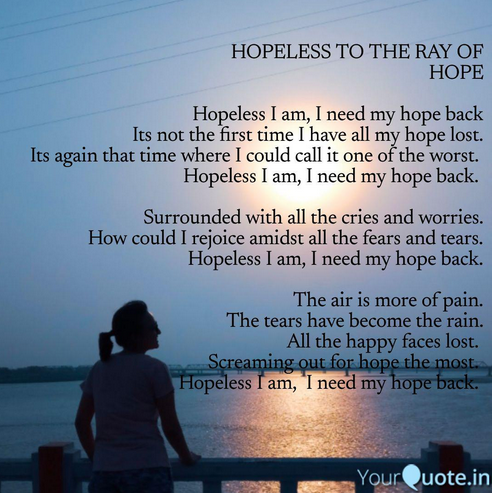 HOPELESS TO THE RAY OF
HOPE
Hopeless I am, I need my hope back
Its not the first time I have all my hope lost.
Its again that time where I could call it one of the worst.
Hopeless I am, I need my hope back.
Surrounded with all the cries and worries.
How could I rejoice amidst all the fears and tears.
Hopeless I am, I need my hope back.
The air is more of pain.
The tears have become the rain.
All the happy faces lost.
Screaming out for hope the most.
Hopeless I am, I need my hope back.
YourQuote.in